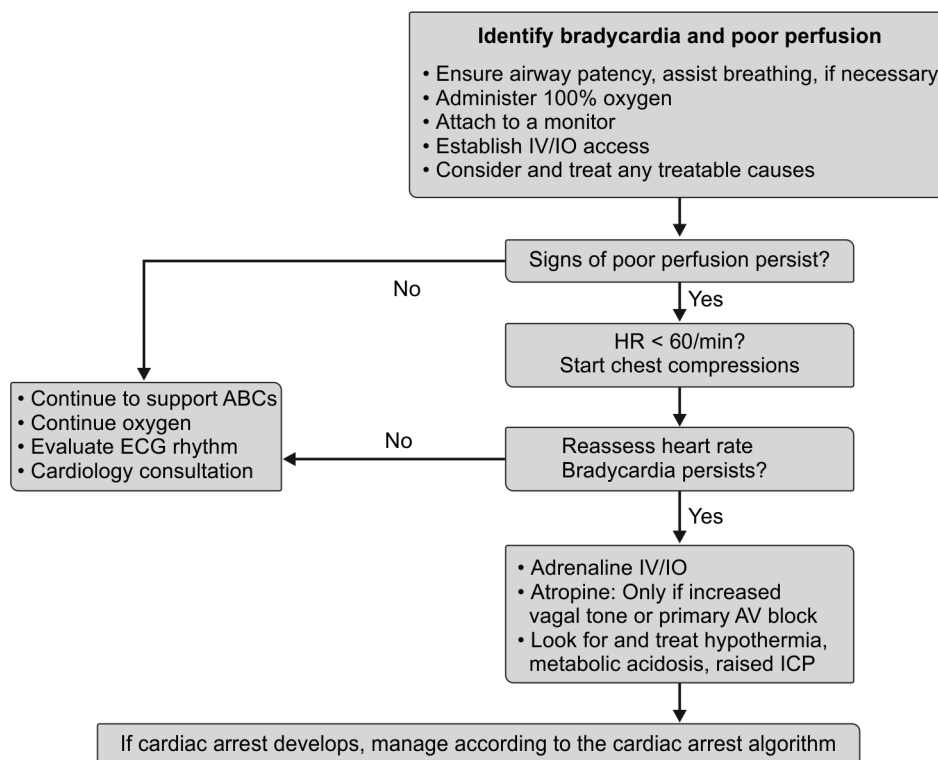 Identify bradycardia and poor perfusion
• Ensure airway patency, assist breathing, if necessary
• Administer 100% oxygen
• Attach to a monitor
• Establish IV/IO access
• Consider and treat any treatable causes
Signs of poor perfusion persist?
No
Yes
HR < 60/min?
Start chest compressions
• Continue to support ABCs
• Continue oxygen
• Evaluate ECG rhythm
• Cardiology consultation
No
Reassess heart rate
Bradycardia persists?
Yes
• Adrenaline IV/IO
• Atropine: Only if increased
vagal tone or primary AV block
• Look for and treat hypothermia,
metabolic acidosis, raised ICP
If cardiac arrest develops, manage according to the cardiac arrest algorithm